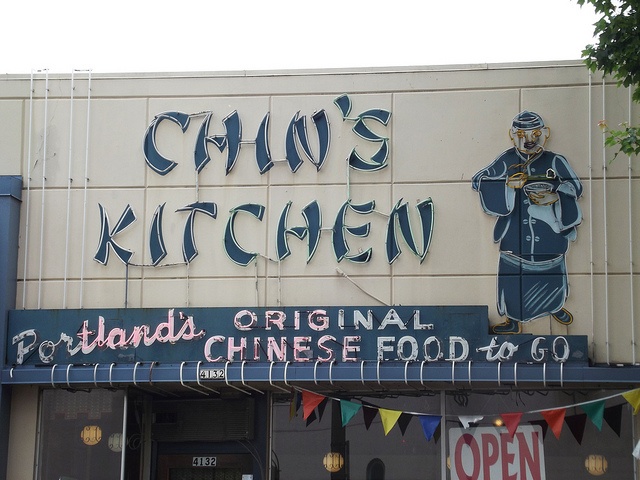 CHIN'S
KITCHEN
Portland's ORIGINAL
CHINESE FOOD to GO
4132
4132
OPEN